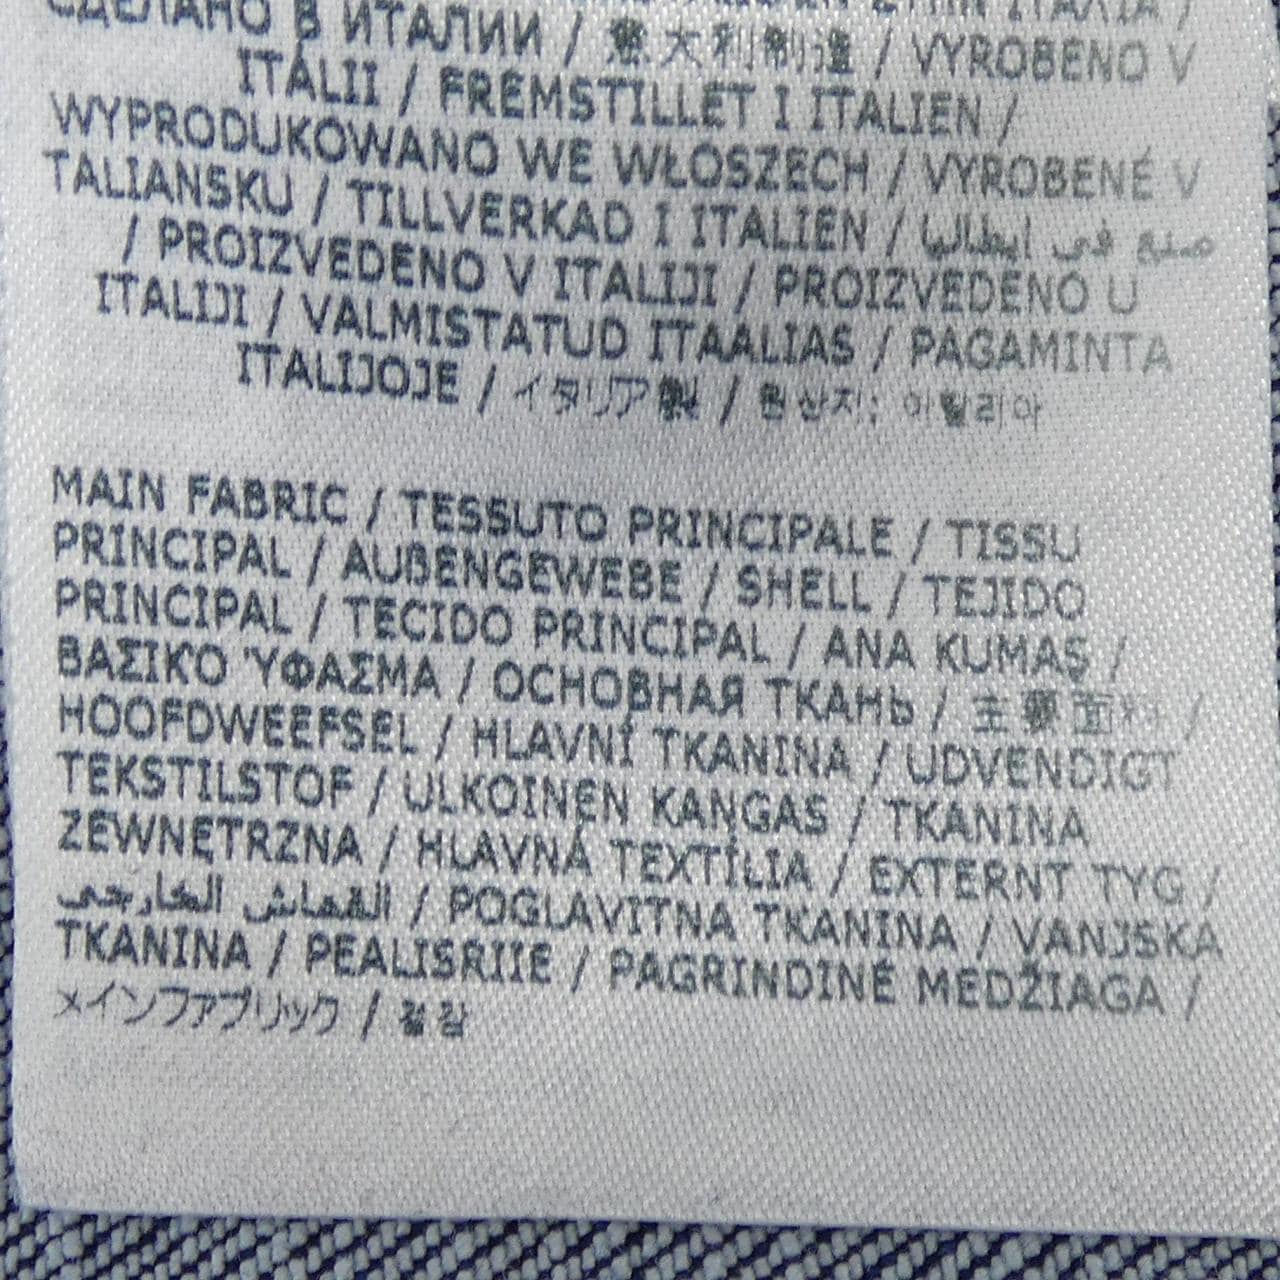 СДЕЛАНО В ИТАЛИИ / 意大利制造 / VYROBENO V
ITÁLII / FREMSTILLET I ITALIEN /
WYPRODUKOWANO WE WŁOSZECH / VYROBENÉ V
TALIANSKU / TILLVERKAD I ITALIEN / صنع في إيطاليا
/ PROIZVEDENO V ITALIJI / PROIZVEDENO U
ITALIJI / VALMISTATUD ITAALIAS / PAGAMINTA
ITALIJOJE / イタリア製 / 원산지: 이탈리아
MAIN FABRIC / TESSUTO PRINCIPALE / TISSU
PRINCIPAL / AUßENGEWEBE / SHELL / TEJIDO
PRINCIPAL / TECIDO PRINCIPAL / ANA KUMAŞ /
ΒΑΣΙΚΌ ΎΦΑΣΜΑ / ОСНОВНАЯ ТКАНЬ / 主要面料 /
HOOFDWEEFSEL / HLAVNÍ TKANINA / UDVENDIGT
TEKSTILSTOF / ULKOINEN KANGAS / TKANINA
ZEWNĘTRZNA / HLAVNÁ TEXTÍLIA / EXTERNT TYG /
القماش الخارجي / POGLAVITNA TKANINA / VANJSKA
TKANINA / PEALISRIIE / PAGRINDINĖ MEDŽIAGA /
メインファブリック / 겉감